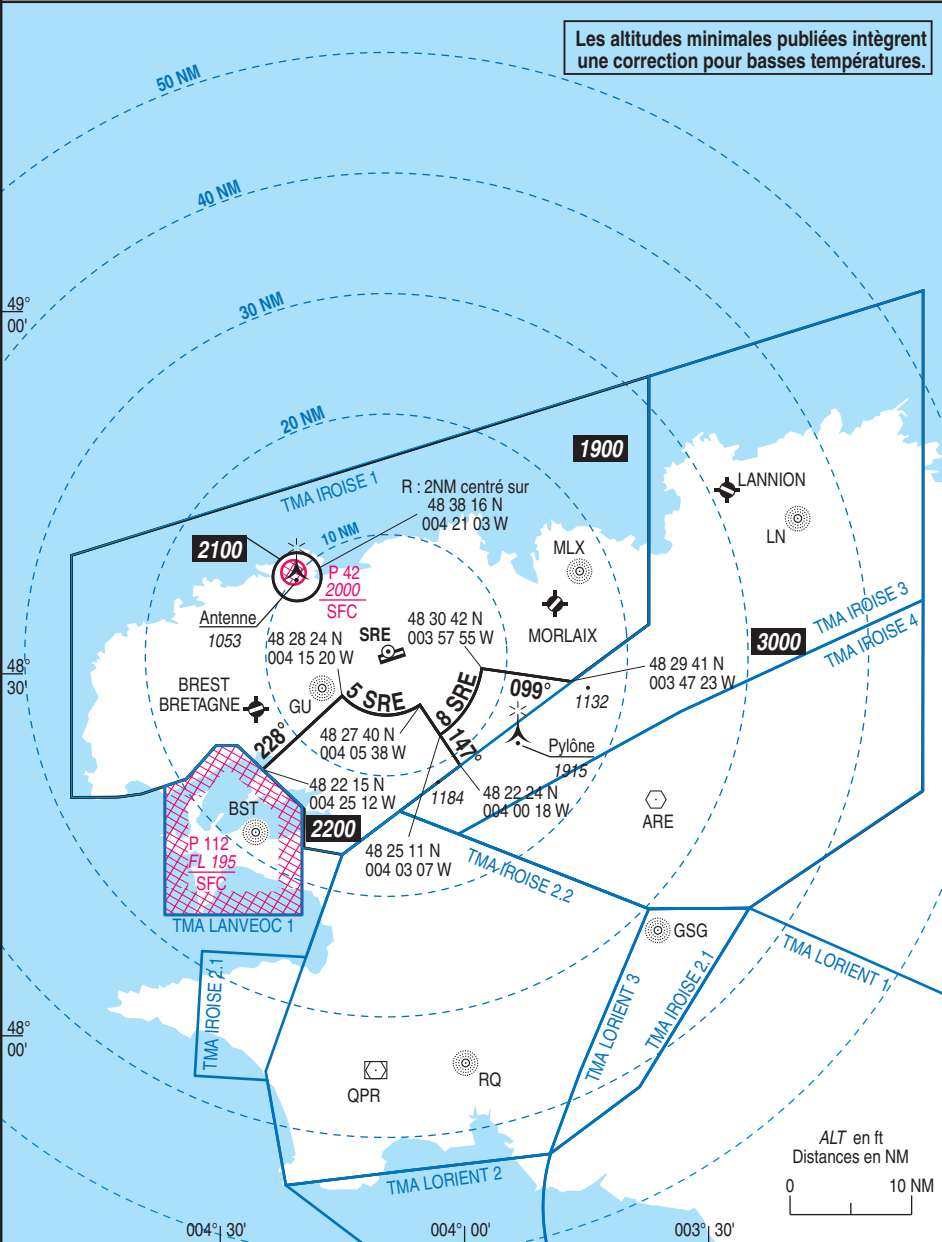 Les altitudes minimales publiées intègrent
une correction pour basses températures.
50 NM
40 NM
49°
00'
30 NM
20 NM
1900
TMA IROISE 1
R : 2NM centré sur
48 38 16 N
004 21 03 W
LANNION
LN
10 NM
2100
MLX
P 42
2000
SFC
Antenne
1053
MORLAIX
TMA IROISE 3
TMA IROISE 4
3000
48 28 24 N
004 15 20 W
SRE
48 30 42 N
003 57 55 W
48°
30'
48 29 41 N
003 47 23 W
BREST
BRETAGNE
GU
5 SRE
8 SRE
099°
1132
228°
48 27 40 N
004 05 38 W
147°
Pylône
1915
48 22 15 N
004 25 12 W
1184
48 22 24 N
004 00 18 W
ARE
BST
2200
P 112
FL 195
SFC
48 25 11 N
004 03 07 W
TMA IROISE 2.2
TMA LANVEOC 1
GSG
TMA LORIENT 1
TMA IROISE 2.1
TMA LORIENT 3
TMA IROISE 2.1
48°
00'
QPR
RQ
ALT en ft
Distances en NM
0 10 NM
TMA LORIENT 2
004° 30'
004° 00'
003° 30'